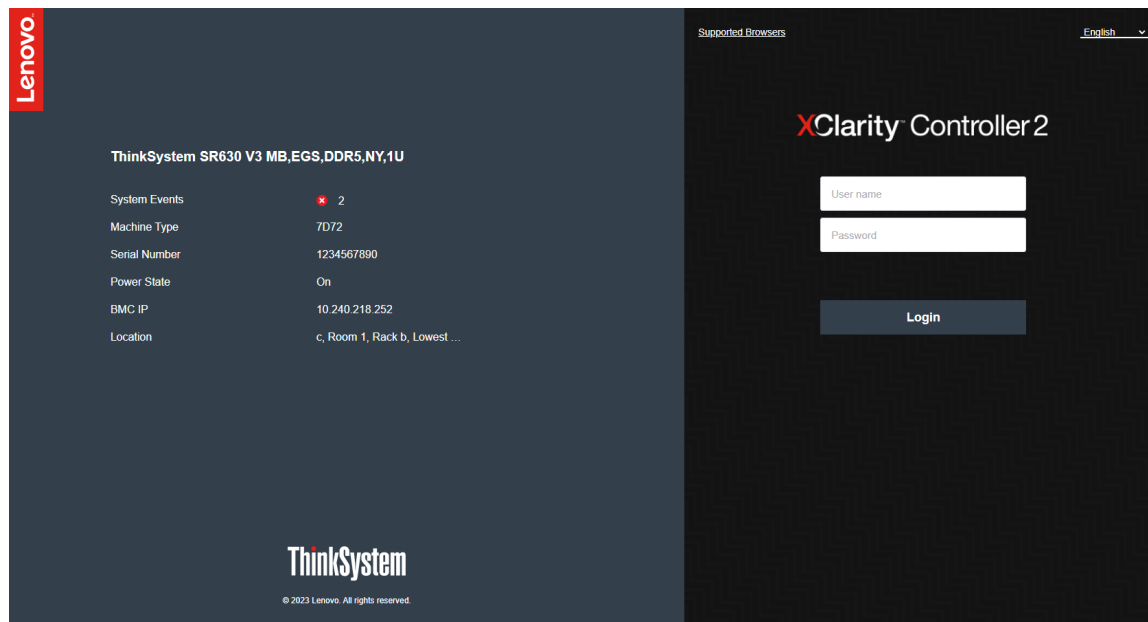 Lenovo.
ThinkSystem SR630 V3 MB,EGS,DDR5,NY,1U
System Events 2
Machine Type 7D72
Serial Number 1234567890
Power State On
BMC IP 10.240.218.252
Location c, Room 1, Rack b, Lowest ...
ThinkSystem
© 2023 Lenovo. All rights reserved.
Supported Browsers
English
XClarity™ Controller 2
User name
Password
Login